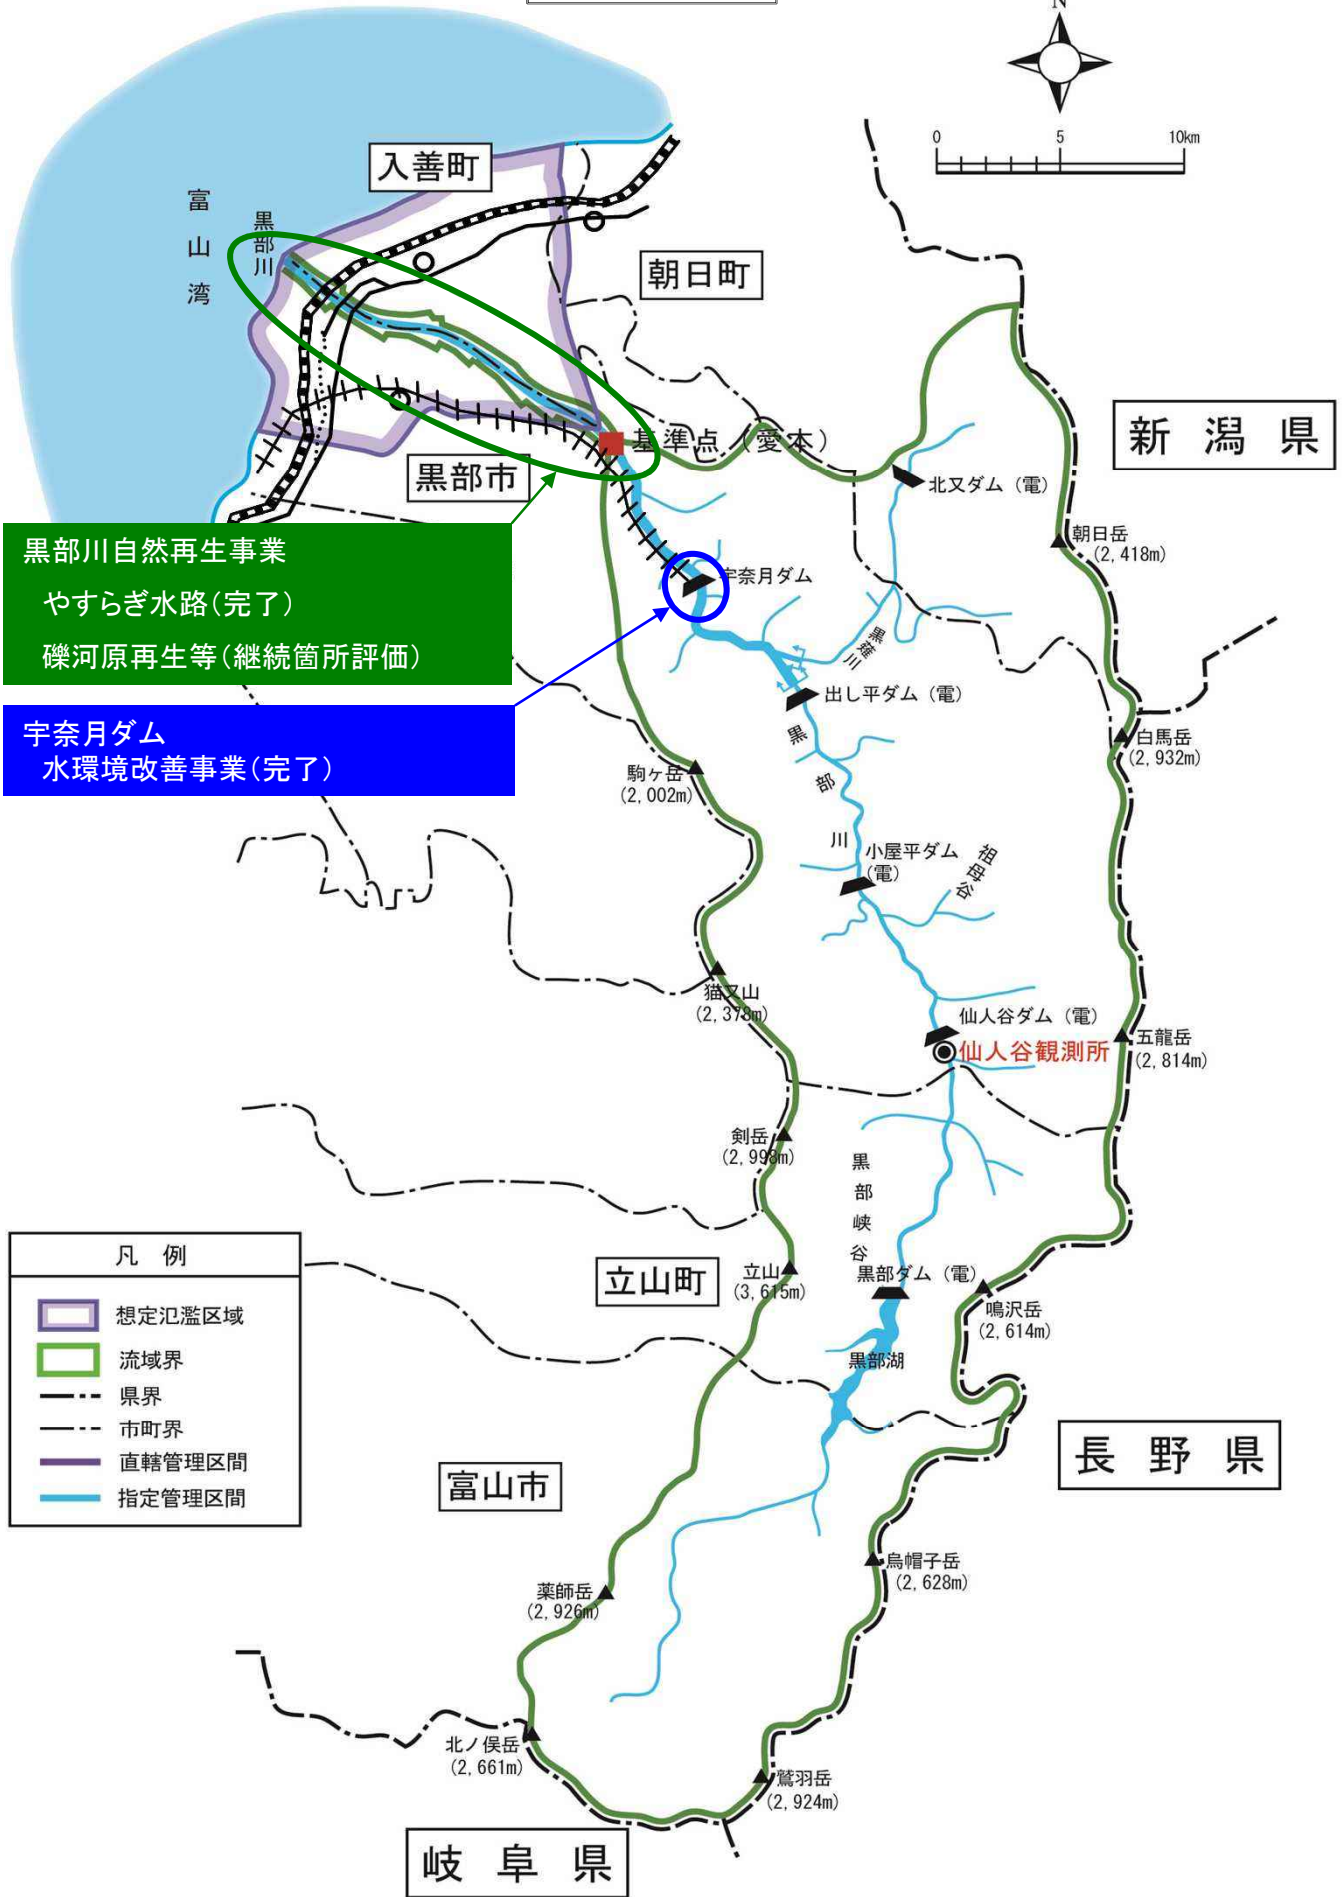 N
0 5 10km
入善町
富山湾
黒部川
朝日町
新潟県
基準点（愛本）
黒部市
北又ダム（電）
朝日岳
(2,418m)
黒部川自然再生事業
やすらぎ水路（完了）
礫河原再生等（継続箇所評価）
宇奈月ダム
黒薙川
出し平ダム（電）
宇奈月ダム
水環境改善事業（完了）
白馬岳
(2,932m)
駒ヶ岳
(2,002m)
黒部川
小屋平ダム
（電）
祖母谷
猫又山
(2,378m)
仙人谷ダム（電）
仙人谷観測所
五龍岳
(2,814m)
剣岳
(2,998m)
黒部峡谷
立山町
立山
(3,615m)
黒部ダム（電）
鳴沢岳
(2,614m)
黒部湖
凡例
想定氾濫区域
流域界
県界
市町界
直轄管理区間
指定管理区間
長野県
富山市
烏帽子岳
(2,628m)
薬師岳
(2,926m)
北ノ俣岳
(2,661m)
鷲羽岳
(2,924m)
岐阜県